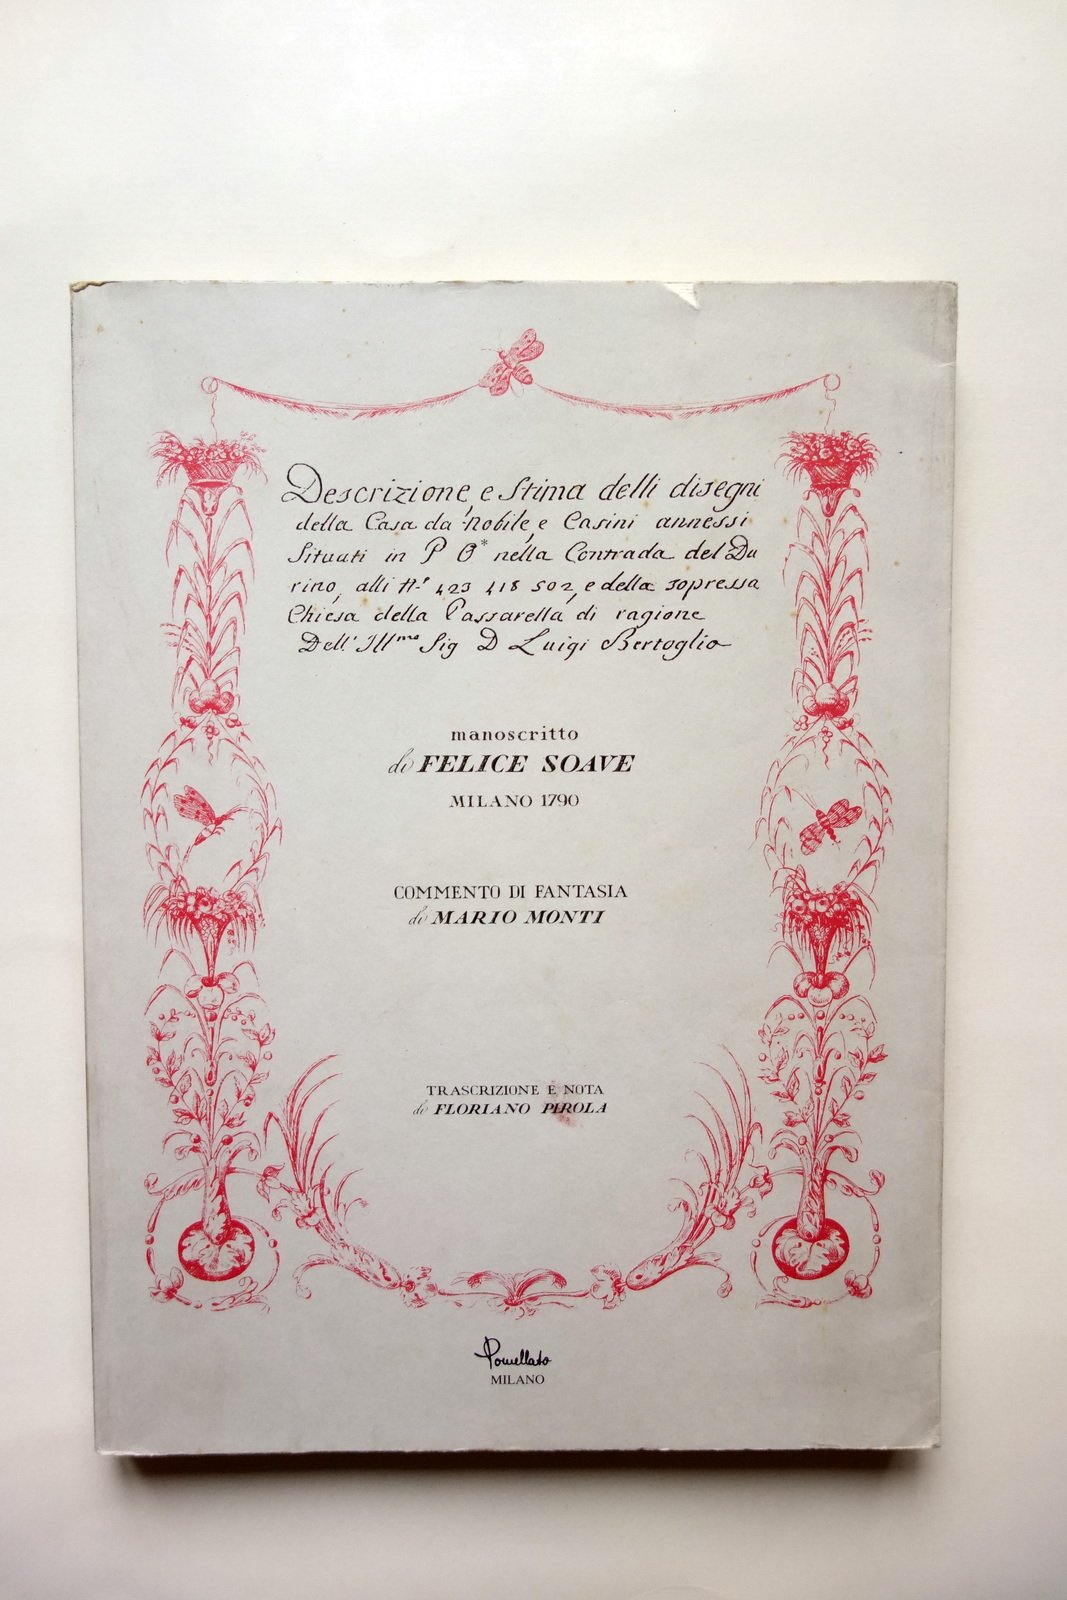 Descrizione, e Stima delli disegni
della Casa da Nobile, e Casini annessi
Situati in P O* nella Contrada del Du
rino, alli N.i 423 418 502, e della sopressa
Chiesa della Passarella, di ragione
Dell' Illmo Sig D Luigi Bertoglio
manoscritto
di FELICE SOAVE
MILANO 1790
COMMENTO DI FANTASIA
di MARIO MONTI
TRASCRIZIONE E NOTA
di FLORIANO PIROLA
Pomellato
MILANO